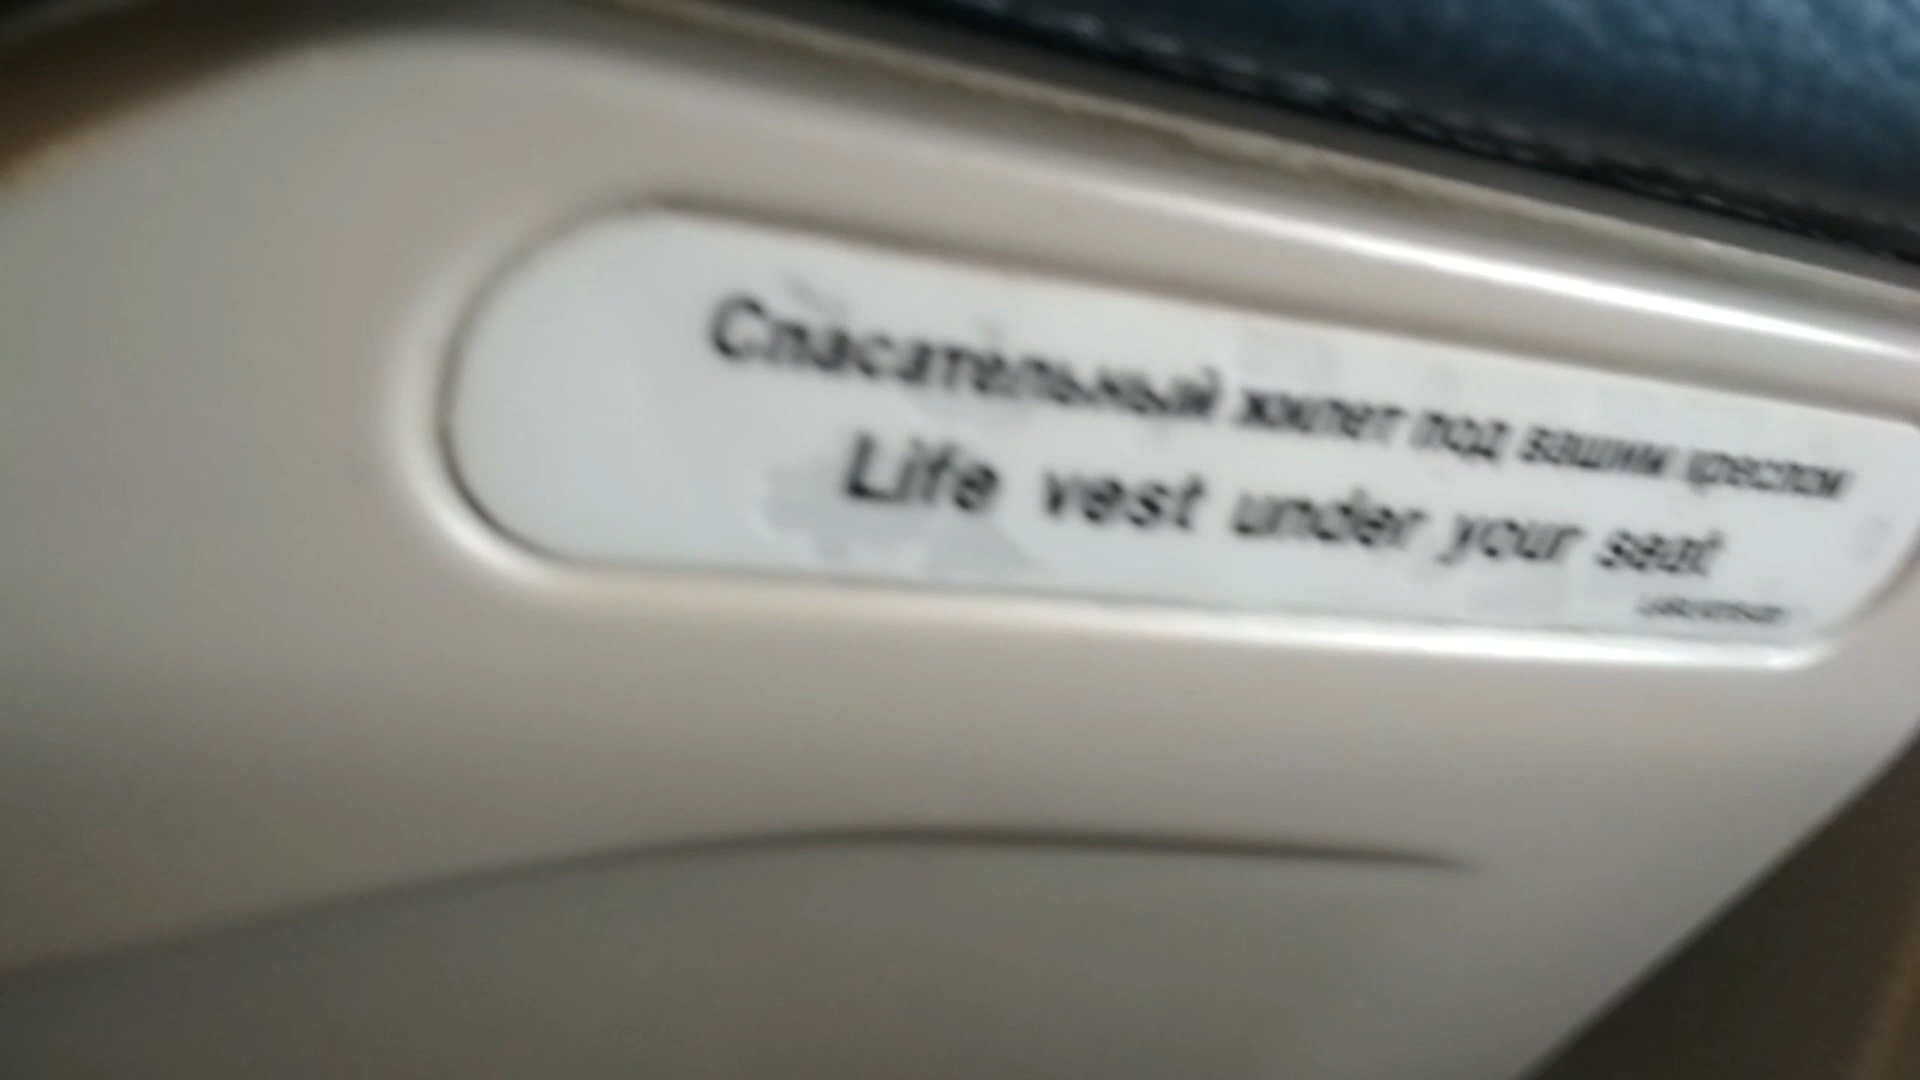 Спасательный жилет под вашим креслом
Life vest under your seat